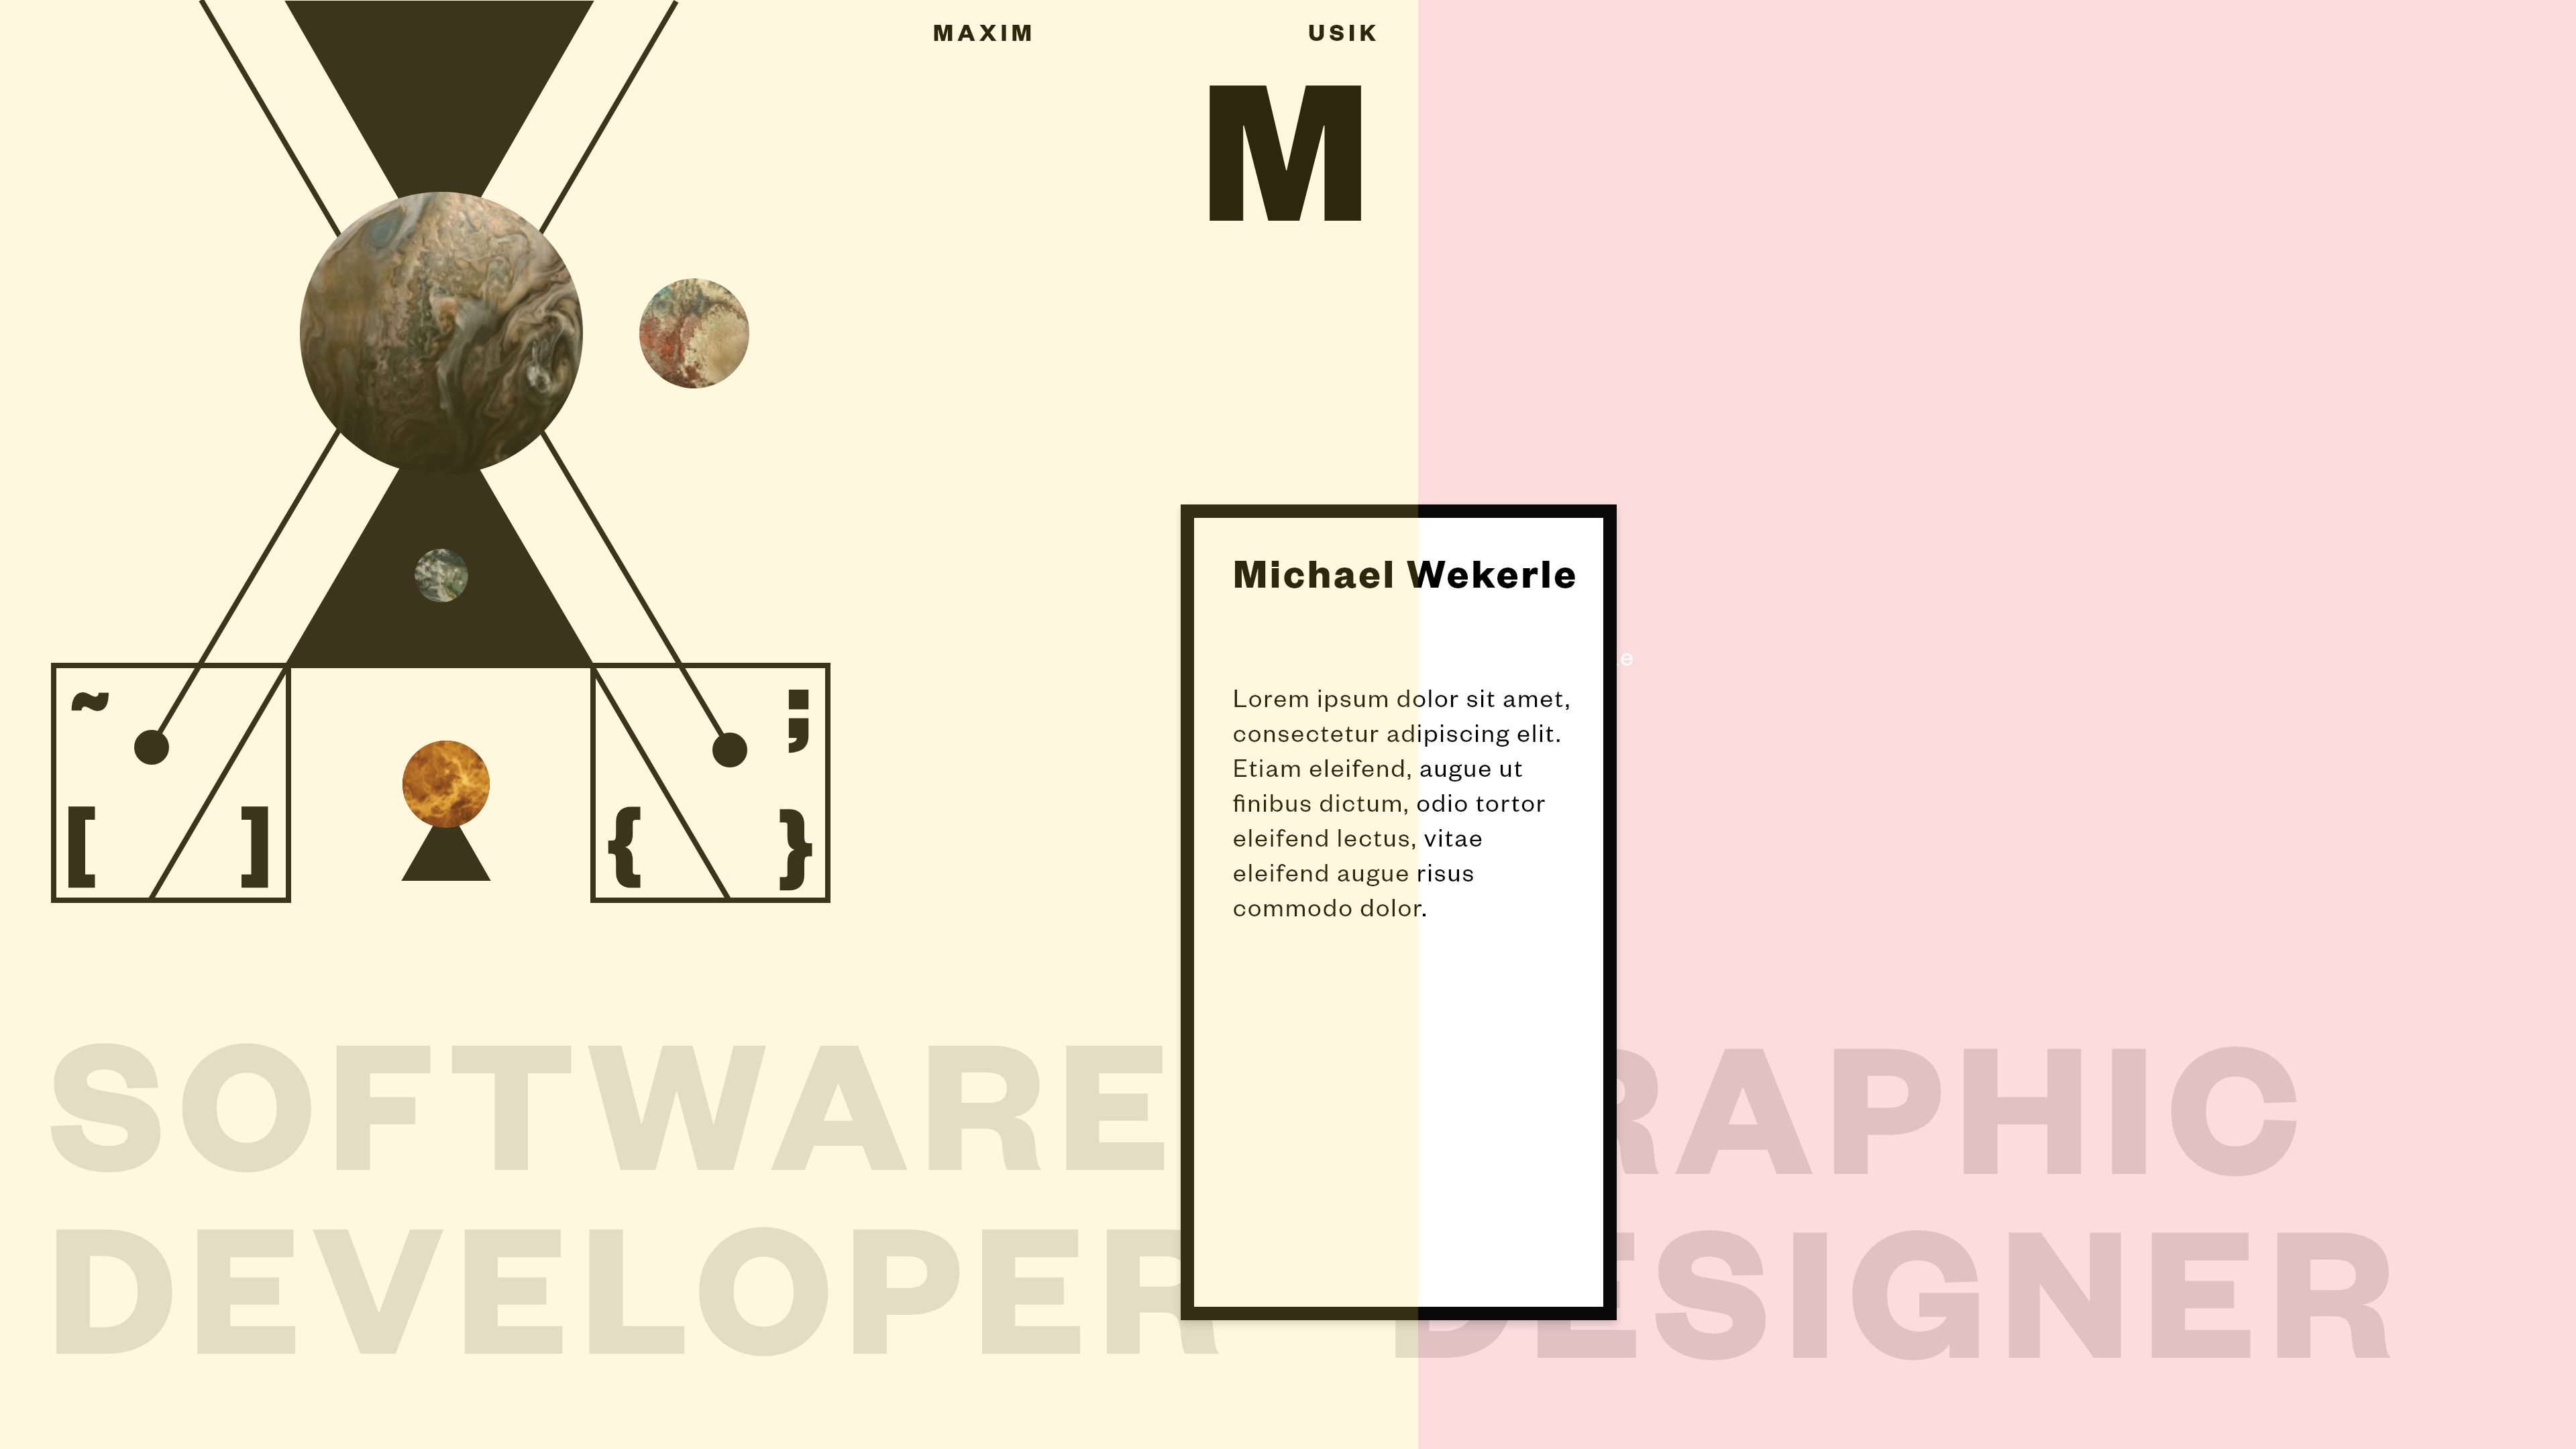 MAXIM USIK
M
Michael Wekerle
e
Lorem ipsum dolor sit amet,
consectetur adipiscing elit.
Etiam eleifend, augue ut
finibus dictum, odio tortor
eleifend lectus, vitae
eleifend augue risus
commodo dolor.
~ ;
[ ] { }
SOFTWARE RAPHIC
DEVELOPER DESIGNER